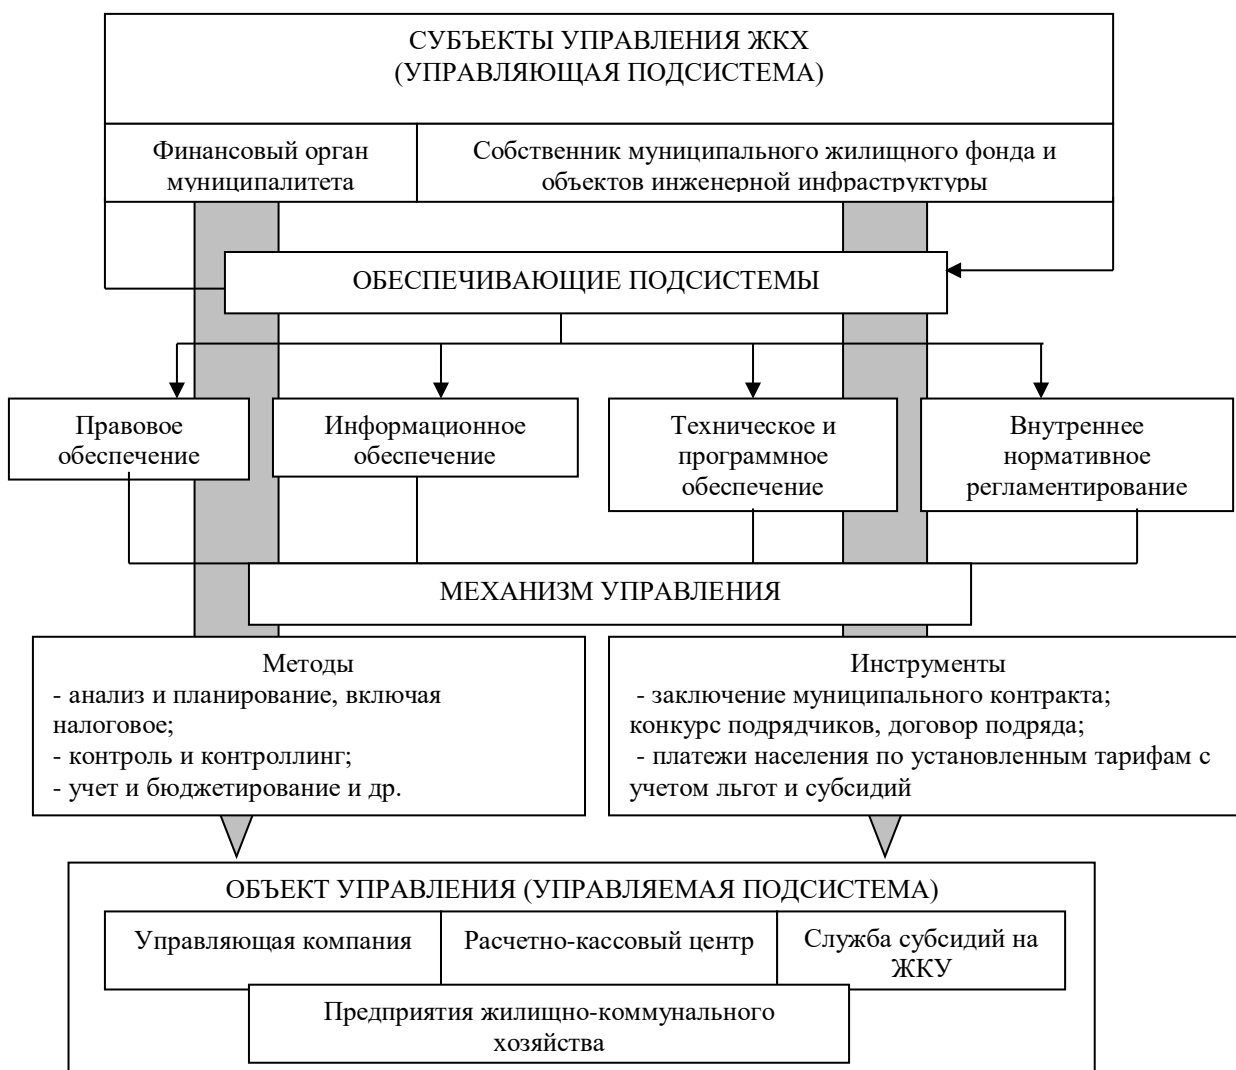 СУБЪЕКТЫ УПРАВЛЕНИЯ ЖКХ
(УПРАВЛЯЮЩАЯ ПОДСИСТЕМА)
Финансовый орган
муниципалитета
Собственник муниципального жилищного фонда и
объектов инженерной инфраструктуры
ОБЕСПЕЧИВАЮЩИЕ ПОДСИСТЕМЫ
Правовое
обеспечение
Информационное
обеспечение
Техническое и
программное
обеспечение
Внутреннее
нормативное
регламентирование
МЕХАНИЗМ УПРАВЛЕНИЯ
Методы
- анализ и планирование, включая
налоговое;
- контроль и контроллинг;
- учет и бюджетирование и др.
Инструменты
- заключение муниципального контракта;
конкурс подрядчиков, договор подряда;
- платежи населения по установленным тарифам с
учетом льгот и субсидий
ОБЪЕКТ УПРАВЛЕНИЯ (УПРАВЛЯЕМАЯ ПОДСИСТЕМА)
Управляющая компания
Расчетно-кассовый центр
Служба субсидий на
ЖКУ
Предприятия жилищно-коммунального
хозяйства